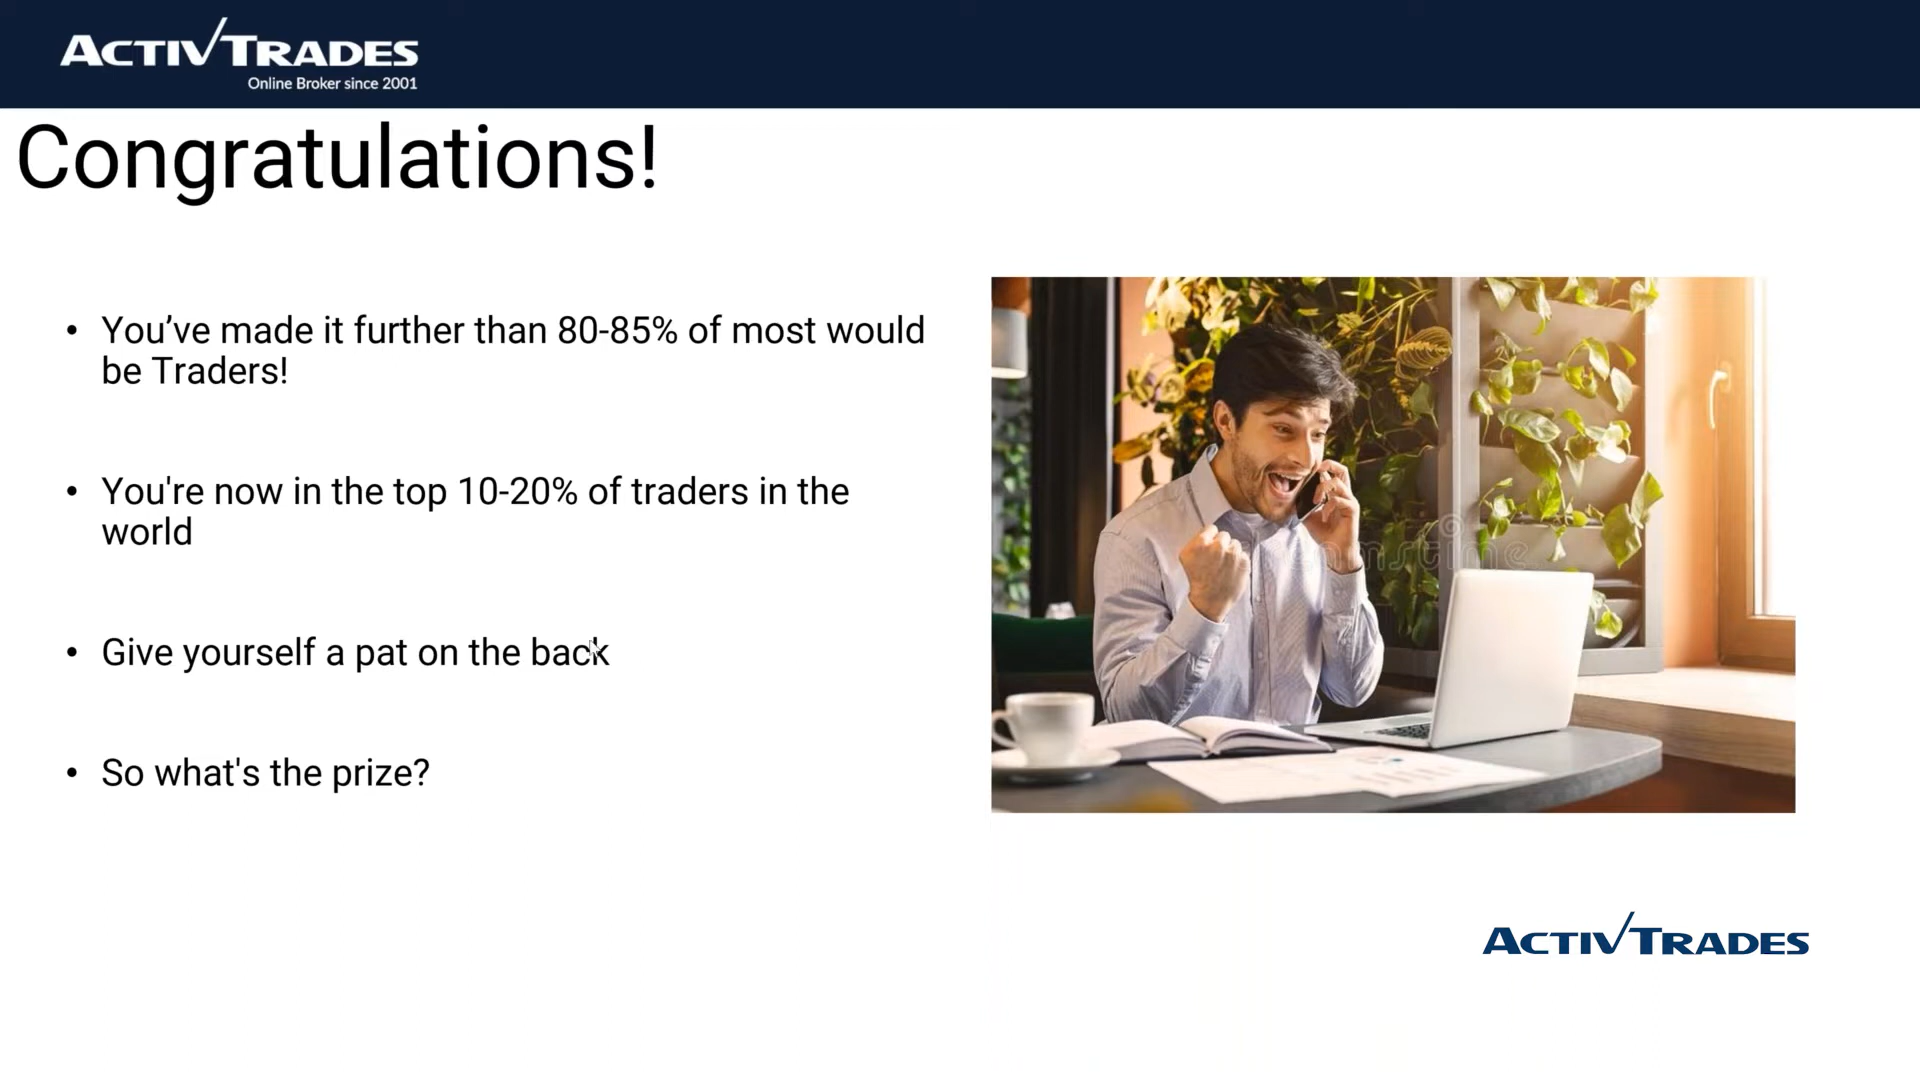 ACTIVTRADES
Online Broker since 2001
Congratulations!
• You’ve made it further than 80-85% of most would
be Traders!
• You're now in the top 10-20% of traders in the
world
• Give yourself a pat on the back
• So what's the prize?
dreamstime
ACTIVTRADES